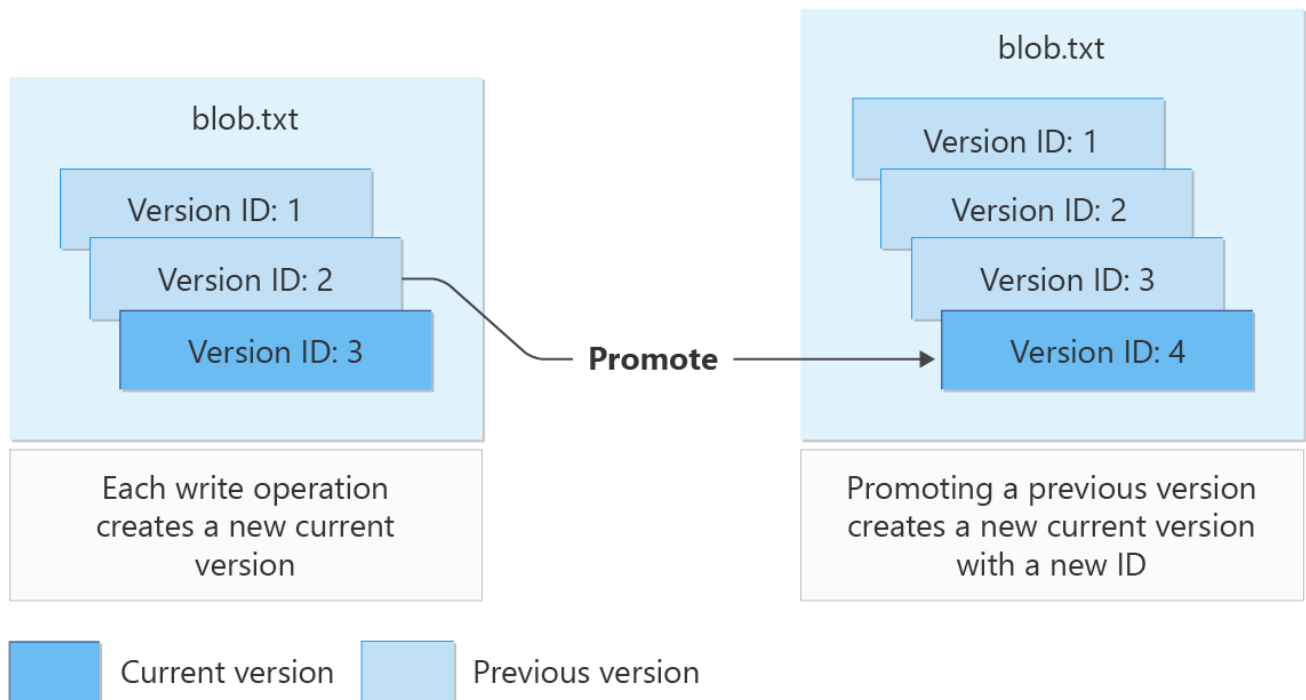 blob.txt
Version ID: 1
Version ID: 2
Version ID: 3
Each write operation
creates a new current
version
Promote
blob.txt
Version ID: 1
Version ID: 2
Version ID: 3
Version ID: 4
Promoting a previous version
creates a new current version
with a new ID
Current version
Previous version